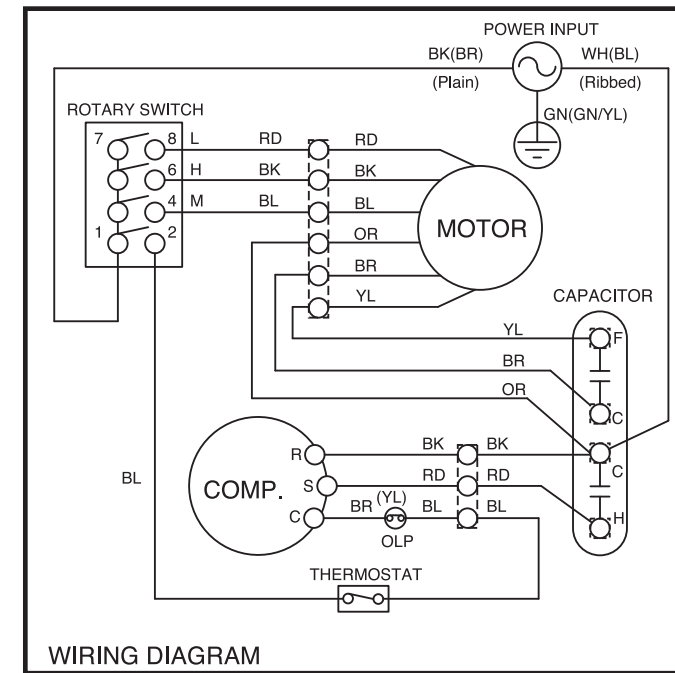 POWER INPUT
BK(BR) WH(BL)
(Plain) (Ribbed)
GN(GN/YL)
ROTARY SWITCH
7 8 L RD RD
6 H BK BK
4 M BL BL
1 2 OR
MOTOR
BR
YL
CAPACITOR
YL F
BR
OR C
R BK BK
C
BL COMP. S RD RD
(YL)
C BR BL BL H
OLP
THERMOSTAT
WIRING DIAGRAM